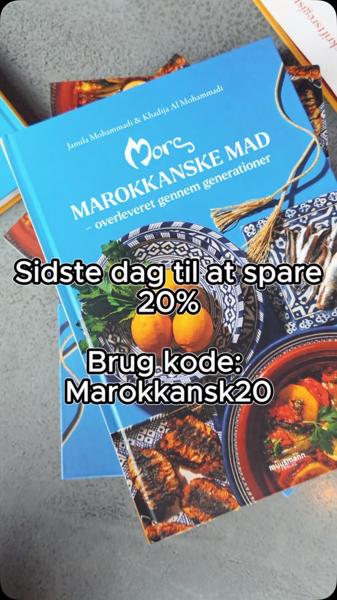 Jamila Mohammadi & Khadija Al Mohammadi
Mors
MAROKKANSKE MAD
– overleveret gennem generationer
Sidste dag til at spare
20%
Brug kode:
Marokkansk20